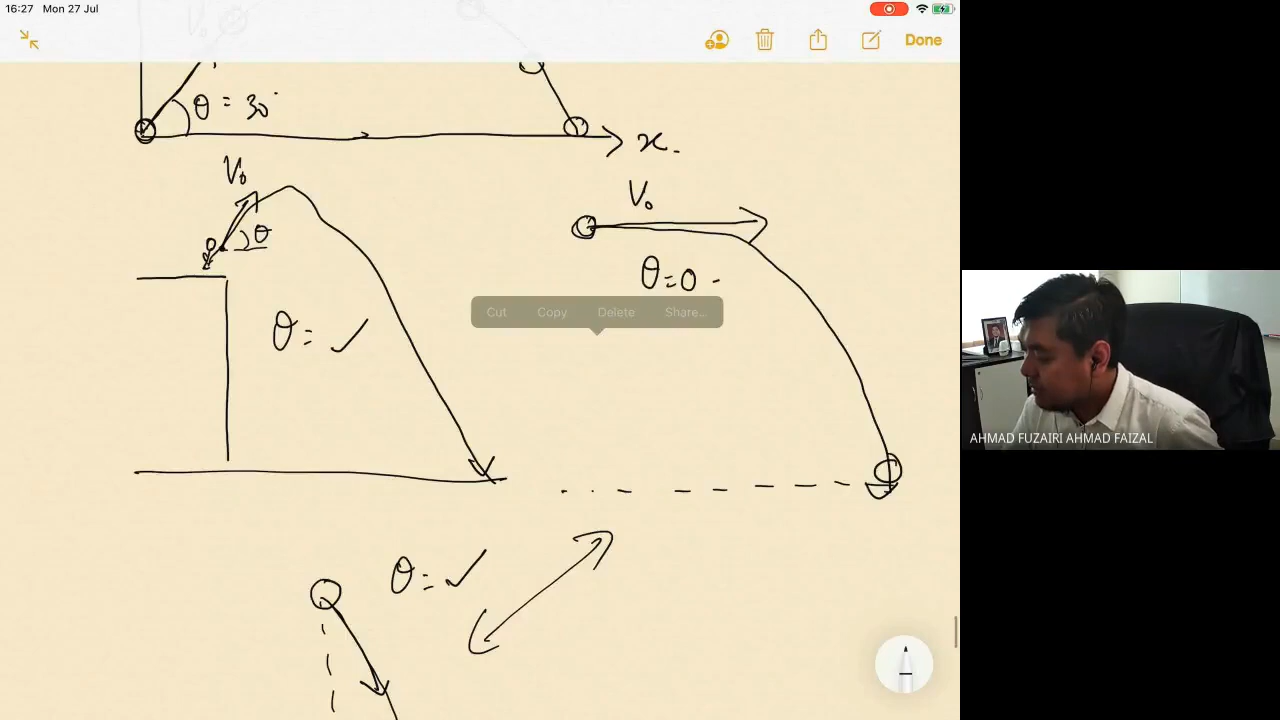 16:27 Mon 27 Jul
Done
θ = 30°
x.
V₀
V₀
θ
θ = 0
Cut Copy Delete Share...
θ = ✓
θ = ✓
AHMAD FUZAIRI AHMAD FAIZAL